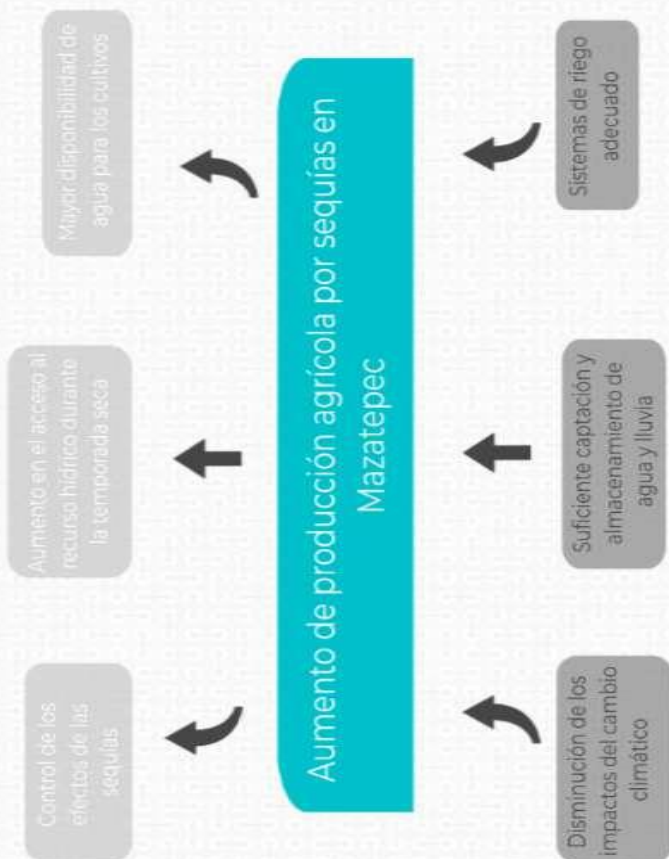 Control de los
efectos de las
sequías
Aumento en el acceso al
recurso hídrico durante
la temporada seca
Mayor disponibilidad de
agua para los cultivos
Aumento de producción agrícola por sequías en
Mazatepec
Disminución de los
impactos del cambio
climático
Suficiente captación y
almacenamiento de
agua y lluvia
Sistemas de riego
adecuado